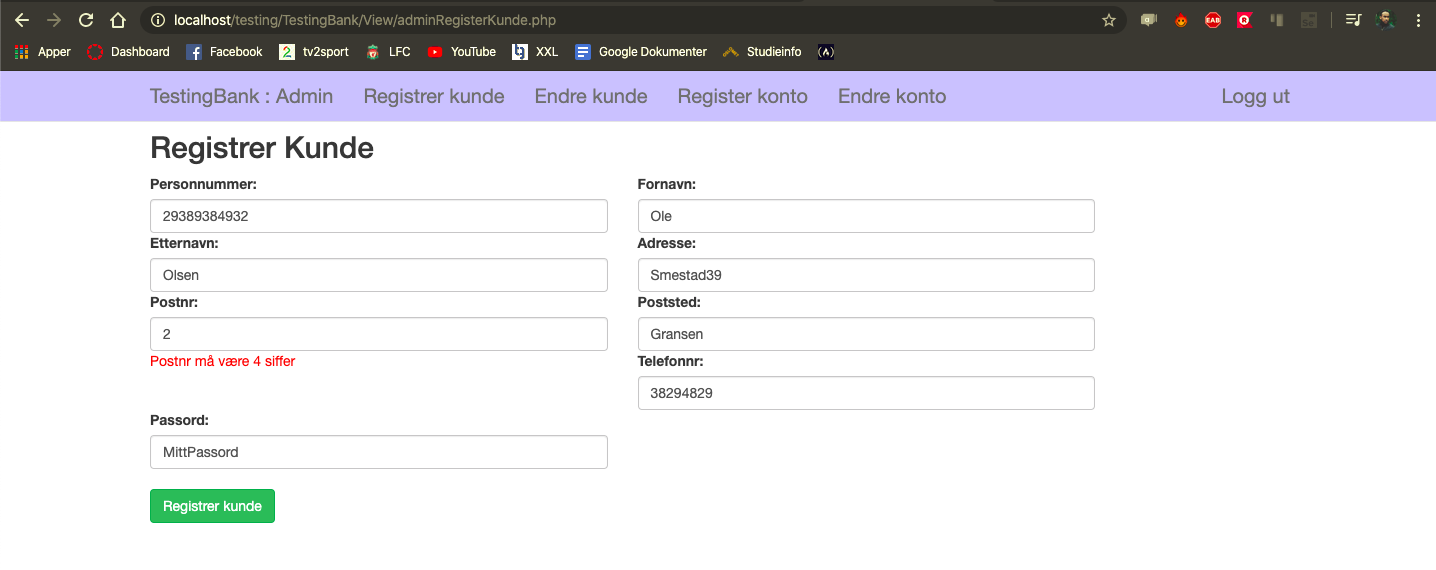 localhost/testing/TestingBank/View/adminRegisterKunde.php
Apper Dashboard Facebook 2 tv2sport LFC YouTube XXL Google Dokumenter Studieinfo
TestingBank : Admin Registrer kunde Endre kunde Register konto Endre konto Logg ut
Registrer Kunde
Personnummer: Fornavn:
29389384932 Ole
Etternavn: Adresse:
Olsen Smestad39
Postnr: Poststed:
2 Gransen
Postnr må være 4 siffer Telefonnr:
38294829
Passord:
MittPassord
Registrer kunde